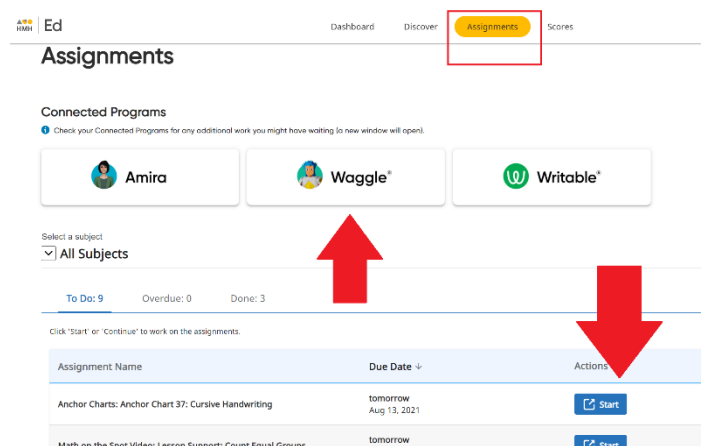 HMH Ed Dashboard Discover Assignments Scores
Assignments
Connected Programs
Check your Connected Programs for any additional work you might have waiting (a new window will open).
Amira Waggle® Writable®
Select a subject
All Subjects
To Do: 9 Overdue: 0 Done: 3
Click 'Start' or 'Continue' to work on the assignments.
Assignment Name Due Date ↓ Actions
Anchor Charts: Anchor Chart 37: Cursive Handwriting tomorrow Start
Aug 13, 2021
Math on the Spot Video: Lesson Support: Count Equal Groups tomorrow Start